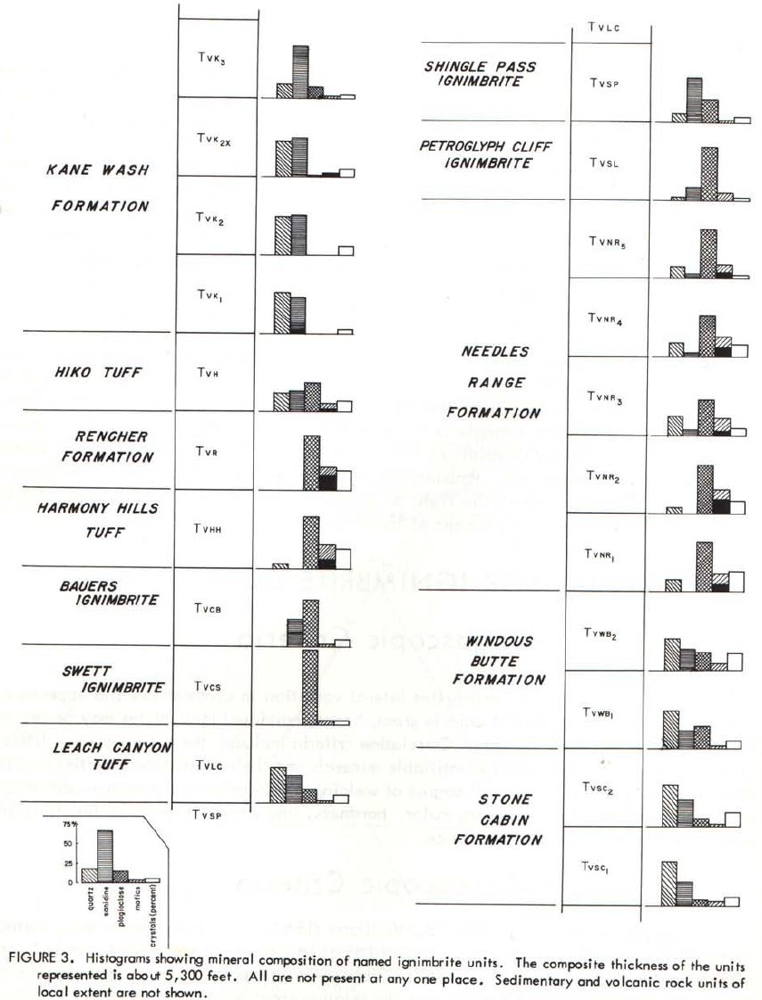 KANE WASH
FORMATION
HIKO TUFF
RENCHER
FORMATION
HARMONY HILLS
TUFF
BAUERS
IGNIMBRITE
SWETT
IGNIMBRITE
LEACH CANYON
TUFF
TVK3
TVK2X
TVK2
TVK1
TVH
TVR
TVHH
TVCB
TVCS
TVLC
TVSP
75%
50
25
0
quartz
sanidine
plagioclase
mafics
crystals(percent)
SHINGLE PASS
IGNIMBRITE
PETROGLYPH CLIFF
IGNIMBRITE
NEEDLES
RANGE
FORMATION
WINDOUS
BUTTE
FORMATION
STONE
CABIN
FORMATION
TVLC
TVSP
TVSL
TVNR5
TVNR4
TVNR3
TVNR2
TVNR1
TVWB2
TVWB1
TVSC2
TVSC1
FIGURE 3. Histograms showing mineral composition of named ignimbrite units. The composite thickness of the units
represented is about 5,300 feet. All are not present at any one place. Sedimentary and volcanic rock units of
local extent are not shown.